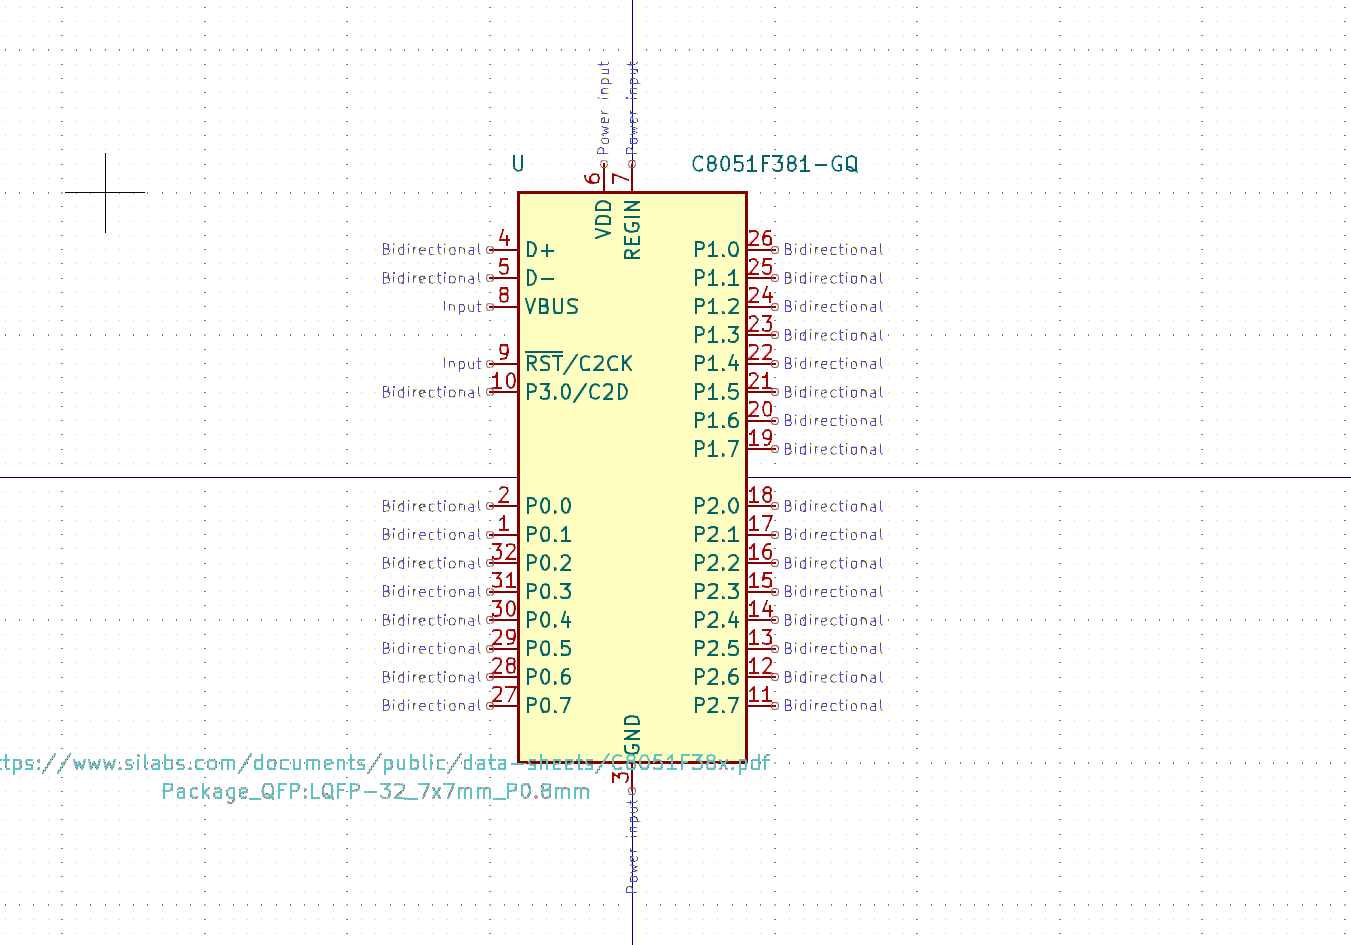 Power input Power input
U C8051F381-GQ
6 7
VDD REGIN
Bidirectional 4 D+ P1.0 26 Bidirectional
Bidirectional 5 D- P1.1 25 Bidirectional
Input 8 VBUS P1.2 24 Bidirectional
P1.3 23 Bidirectional
Input 9 RST/C2CK P1.4 22 Bidirectional
Bidirectional 10 P3.0/C2D P1.5 21 Bidirectional
P1.6 20 Bidirectional
P1.7 19 Bidirectional
Bidirectional 2 P0.0 P2.0 18 Bidirectional
Bidirectional 1 P0.1 P2.1 17 Bidirectional
Bidirectional 32 P0.2 P2.2 16 Bidirectional
Bidirectional 31 P0.3 P2.3 15 Bidirectional
Bidirectional 30 P0.4 P2.4 14 Bidirectional
Bidirectional 29 P0.5 P2.5 13 Bidirectional
Bidirectional 28 P0.6 P2.6 12 Bidirectional
Bidirectional 27 P0.7 P2.7 11 Bidirectional
GND
ttps://www.silabs.com/documents/public/data-sheets/C8051F38x.pdf
3
Package_QFP:LQFP-32_7x7mm_P0.8mm
Power input